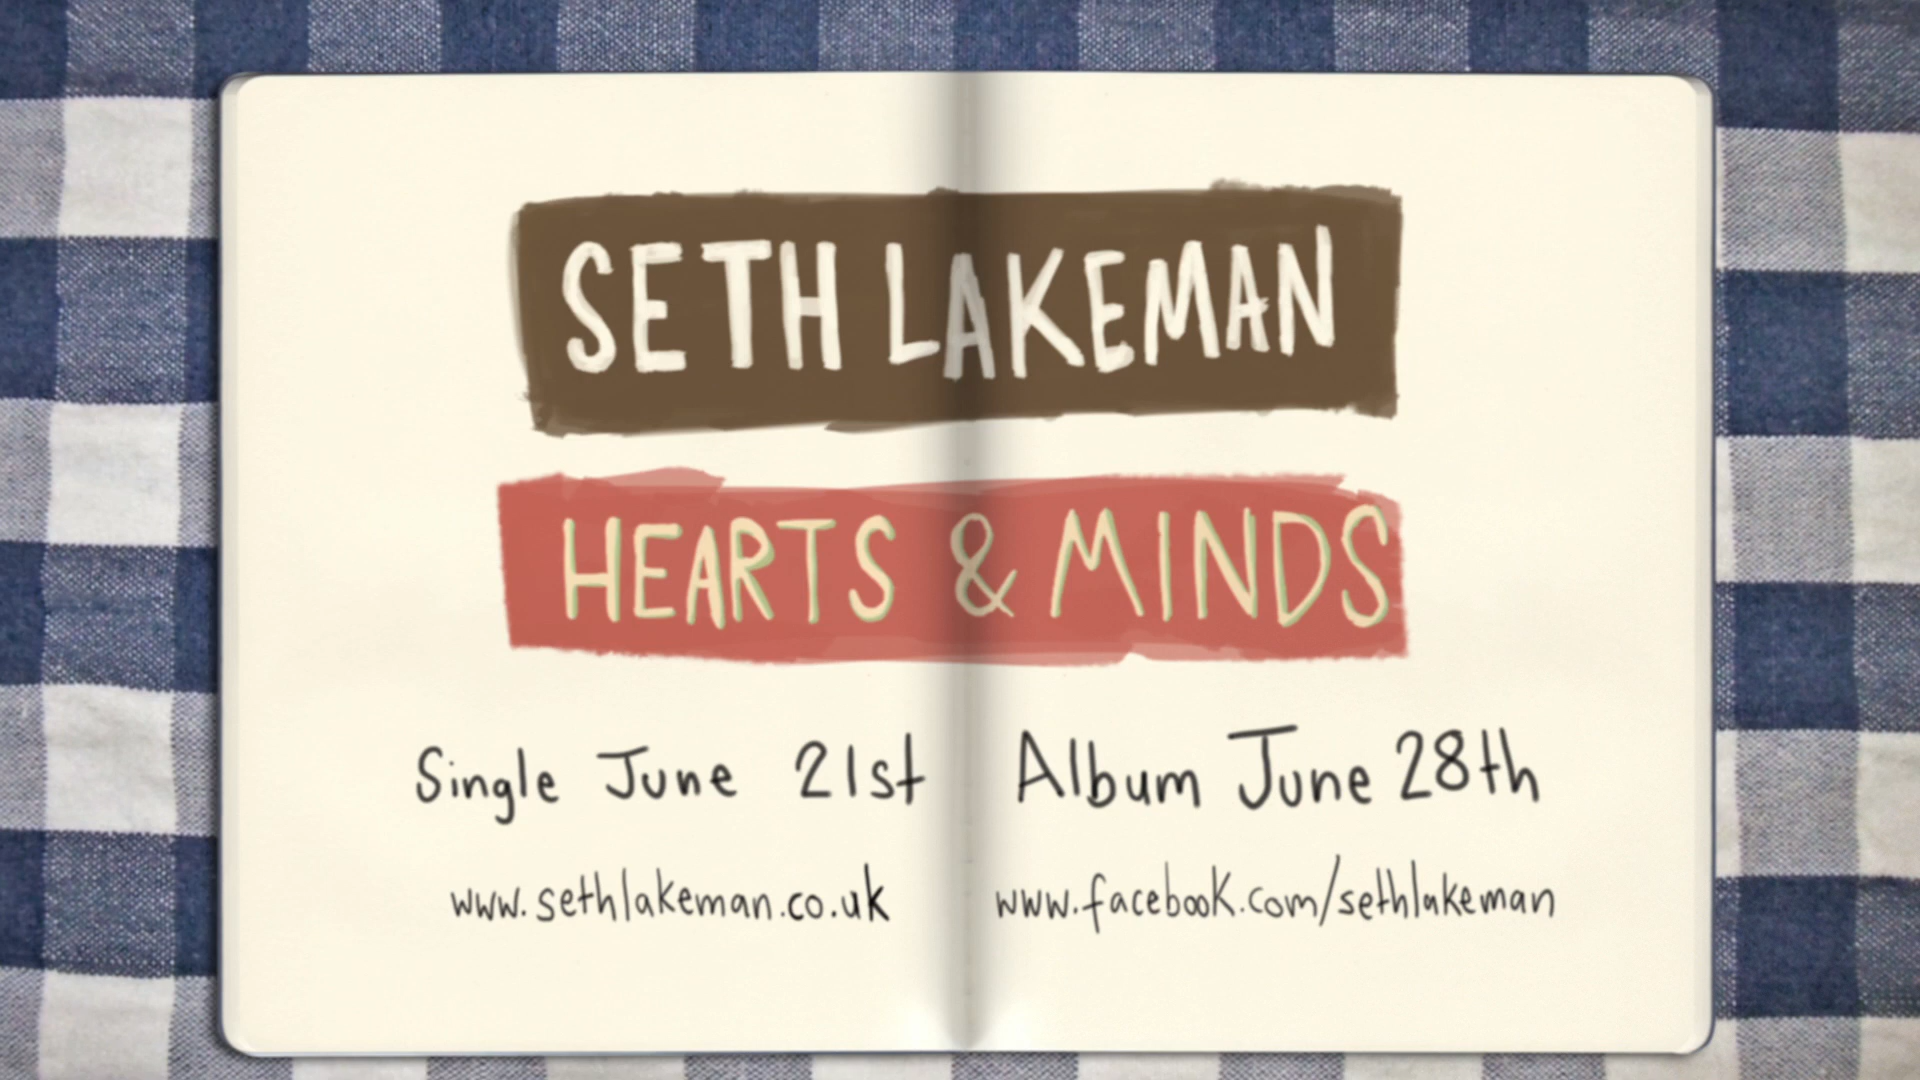 SETH LAKEMAN
HEARTS & MINDS
Single June 21st Album June 28th
www.sethlakeman.co.uk www.facebook.com/sethlakeman